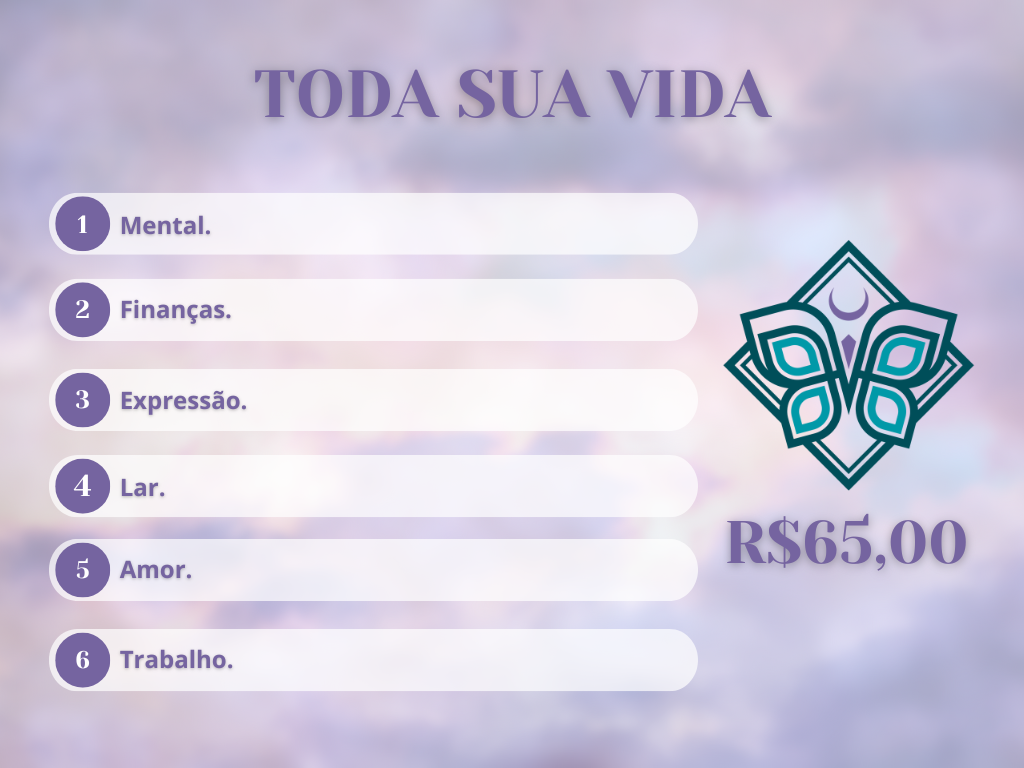 TODA SUA VIDA
1 Mental.
2 Finanças.
3 Expressão.
4 Lar.
5 Amor.
6 Trabalho.
R$65,00